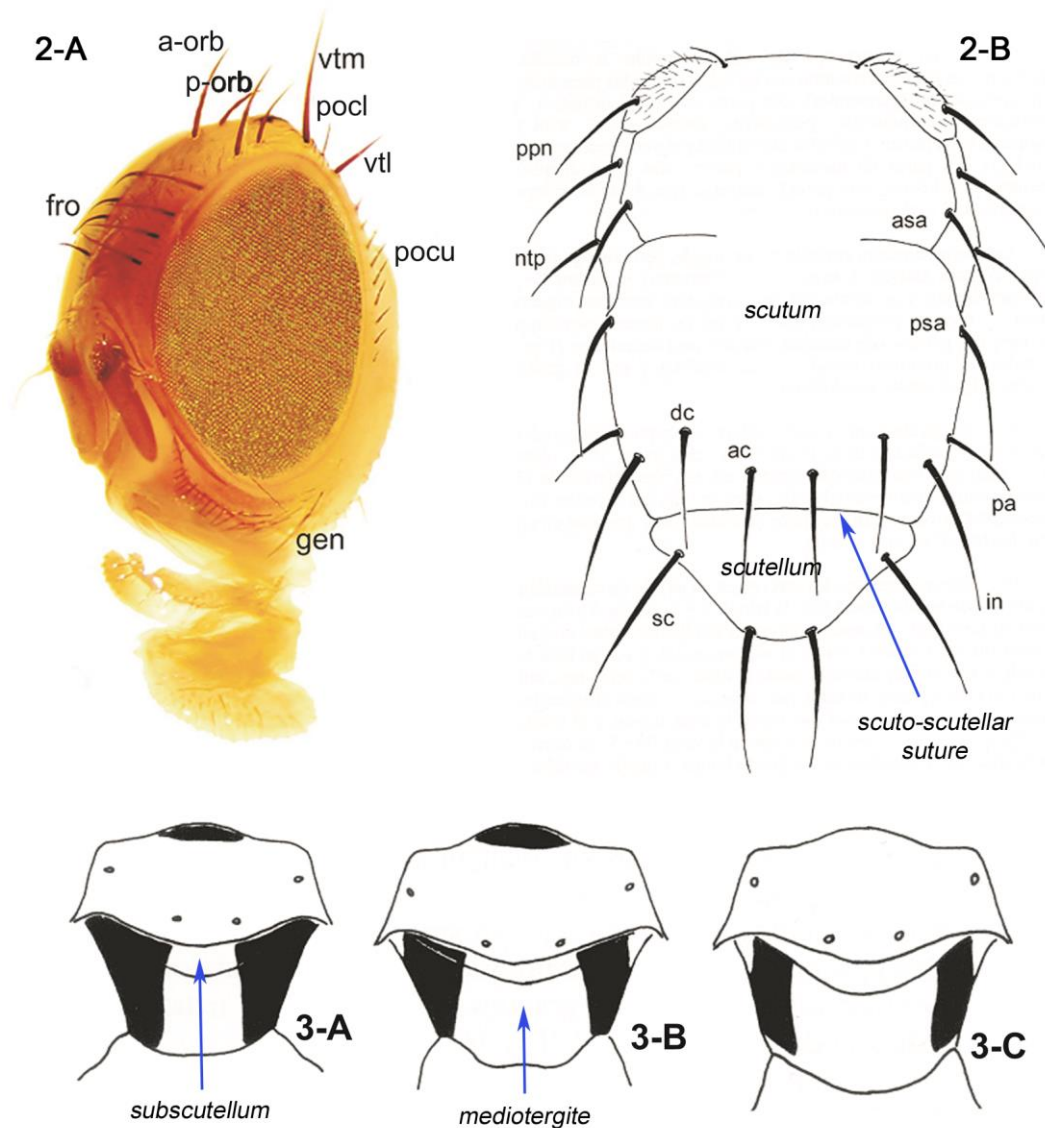 2-A
a-orb
p-orb
vtm
pocl
vtl
fro
pocu
gen
2-B
ppn
ntp
asa
psa
scutum
dc
ac
pa
scutellum
sc
in
scuto-scutellar
suture
3-A
3-B
3-C
subscutellum
mediotergite